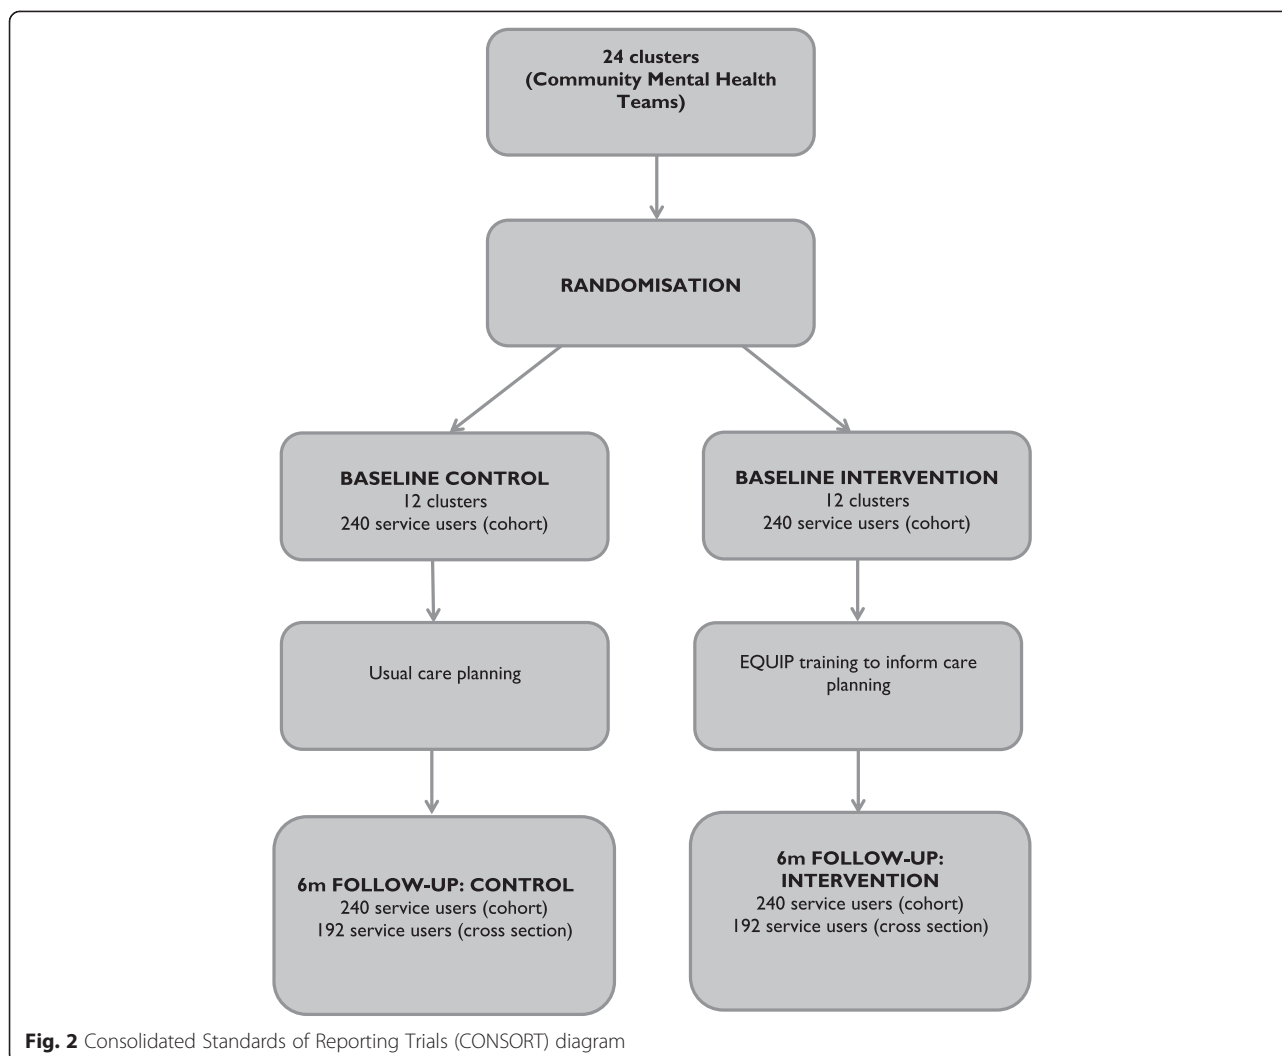 24 clusters
(Community Mental Health
Teams)
RANDOMISATION
BASELINE CONTROL
12 clusters
240 service users (cohort)
BASELINE INTERVENTION
12 clusters
240 service users (cohort)
Usual care planning
EQUIP training to inform care
planning
6m FOLLOW-UP: CONTROL
240 service users (cohort)
192 service users (cross section)
6m FOLLOW-UP:
INTERVENTION
240 service users (cohort)
192 service users (cross section)
Fig. 2 Consolidated Standards of Reporting Trials (CONSORT) diagram